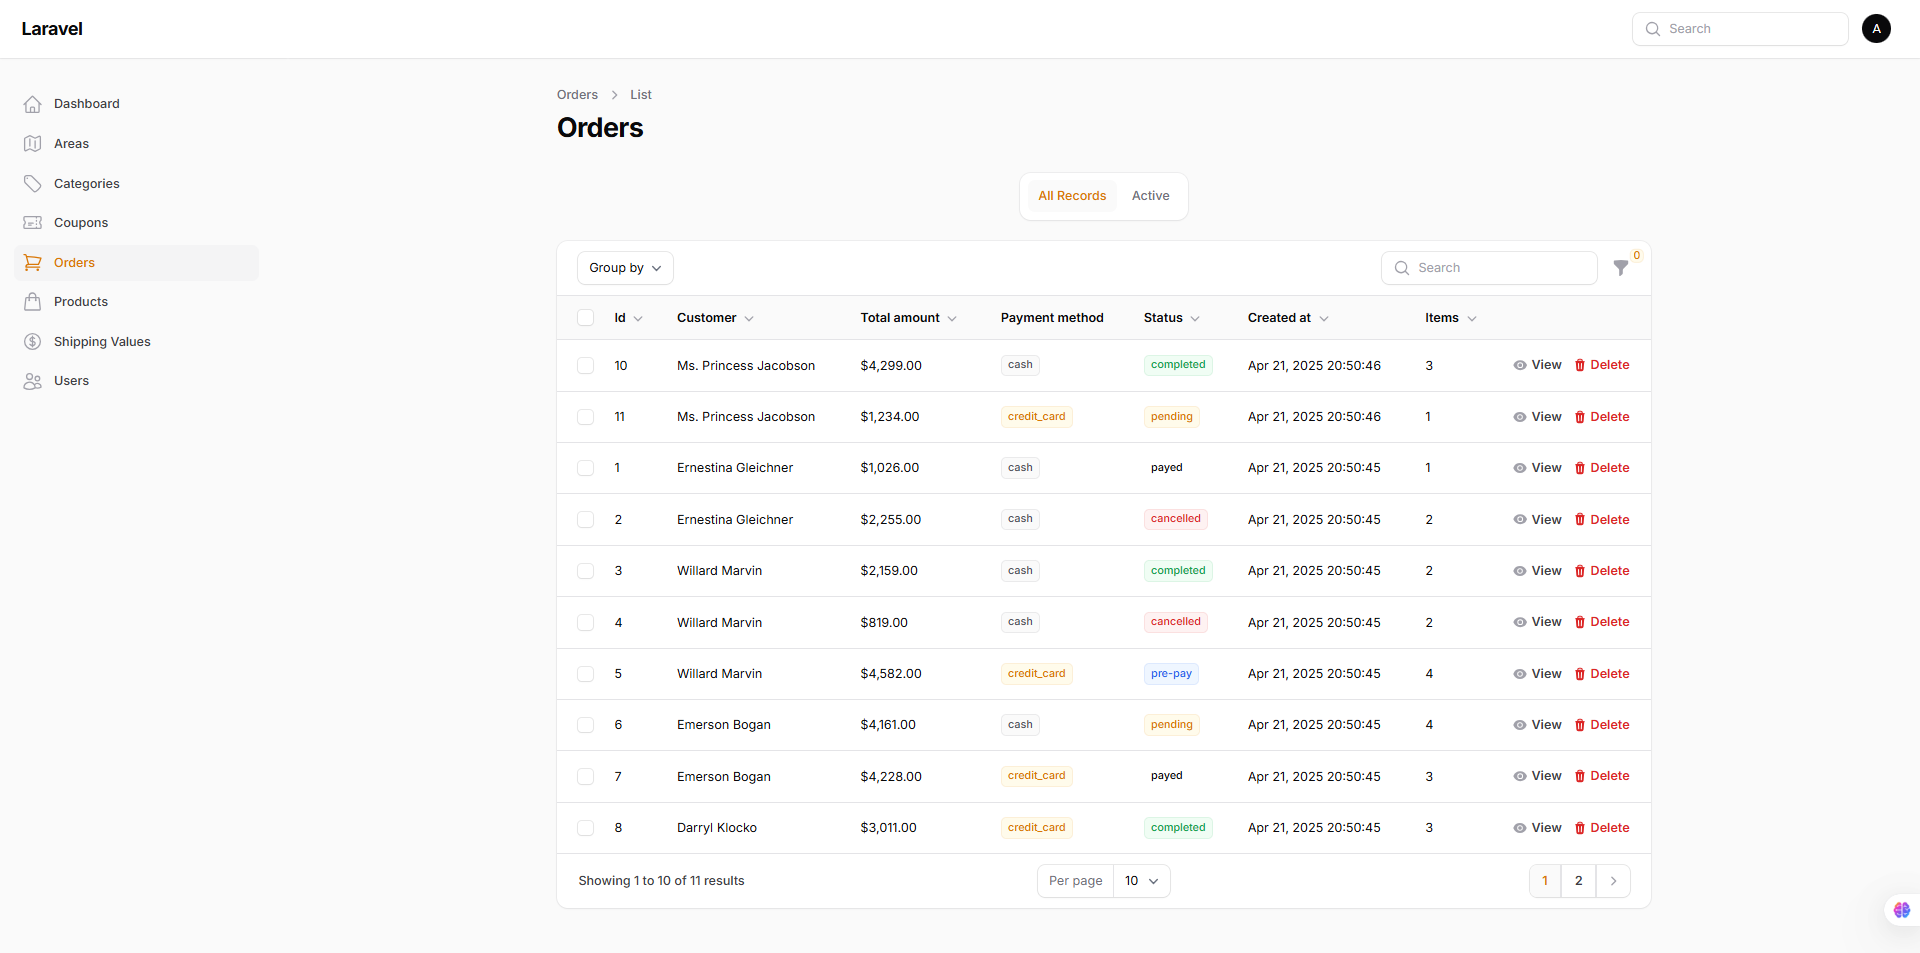 Laravel
Search
A
Dashboard
Areas
Categories
Coupons
Orders
Products
Shipping Values
Users
Orders > List
Orders
All Records Active
Group by
Search
0
Id Customer Total amount Payment method Status Created at Items
10 Ms. Princess Jacobson $4,299.00 cash completed Apr 21, 2025 20:50:46 3 View Delete
11 Ms. Princess Jacobson $1,234.00 credit_card pending Apr 21, 2025 20:50:46 1 View Delete
1 Ernestina Gleichner $1,026.00 cash payed Apr 21, 2025 20:50:45 1 View Delete
2 Ernestina Gleichner $2,255.00 cash cancelled Apr 21, 2025 20:50:45 2 View Delete
3 Willard Marvin $2,159.00 cash completed Apr 21, 2025 20:50:45 2 View Delete
4 Willard Marvin $819.00 cash cancelled Apr 21, 2025 20:50:45 2 View Delete
5 Willard Marvin $4,582.00 credit_card pre-pay Apr 21, 2025 20:50:45 4 View Delete
6 Emerson Bogan $4,161.00 cash pending Apr 21, 2025 20:50:45 4 View Delete
7 Emerson Bogan $4,228.00 credit_card payed Apr 21, 2025 20:50:45 3 View Delete
8 Darryl Klocko $3,011.00 credit_card completed Apr 21, 2025 20:50:45 3 View Delete
Showing 1 to 10 of 11 results
Per page 10
1 2